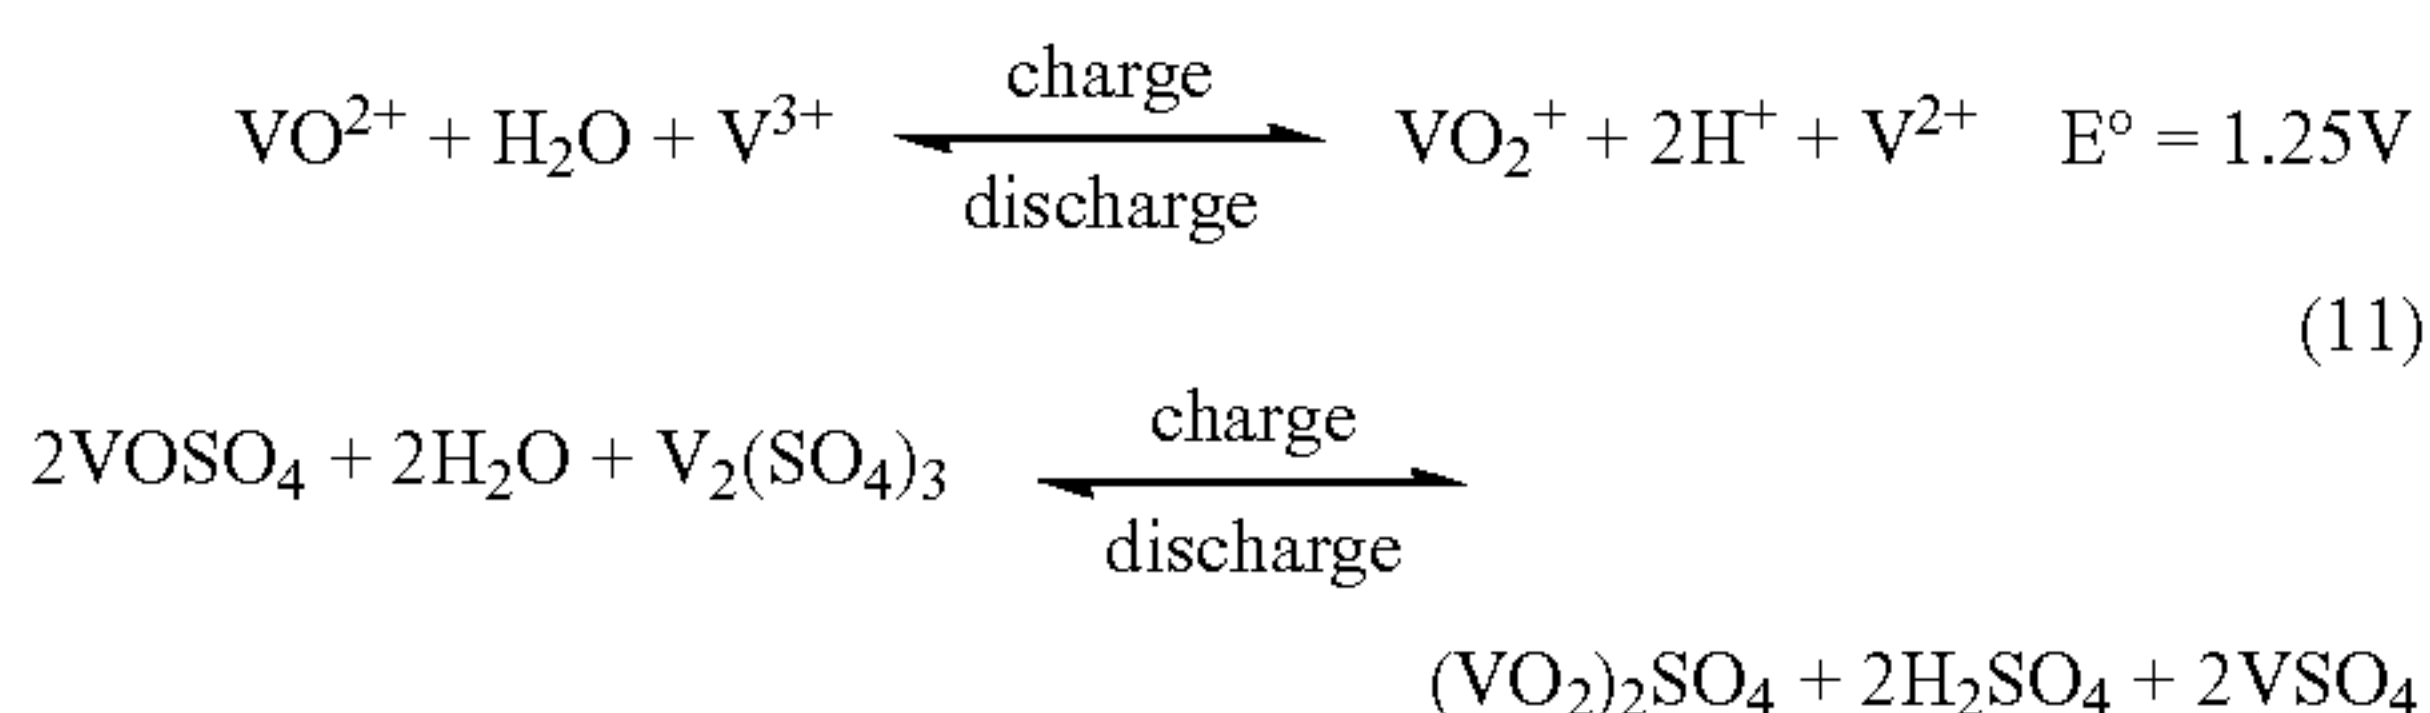 charge
VO²⁺ + H₂O + V³⁺ ⇌ VO₂⁺ + 2H⁺ + V²⁺ E° = 1.25V
discharge
(11)
charge
2VOSO₄ + 2H₂O + V₂(SO₄)₃ ⇌
discharge
(VO₂)₂SO₄ + 2H₂SO₄ + 2VSO₄